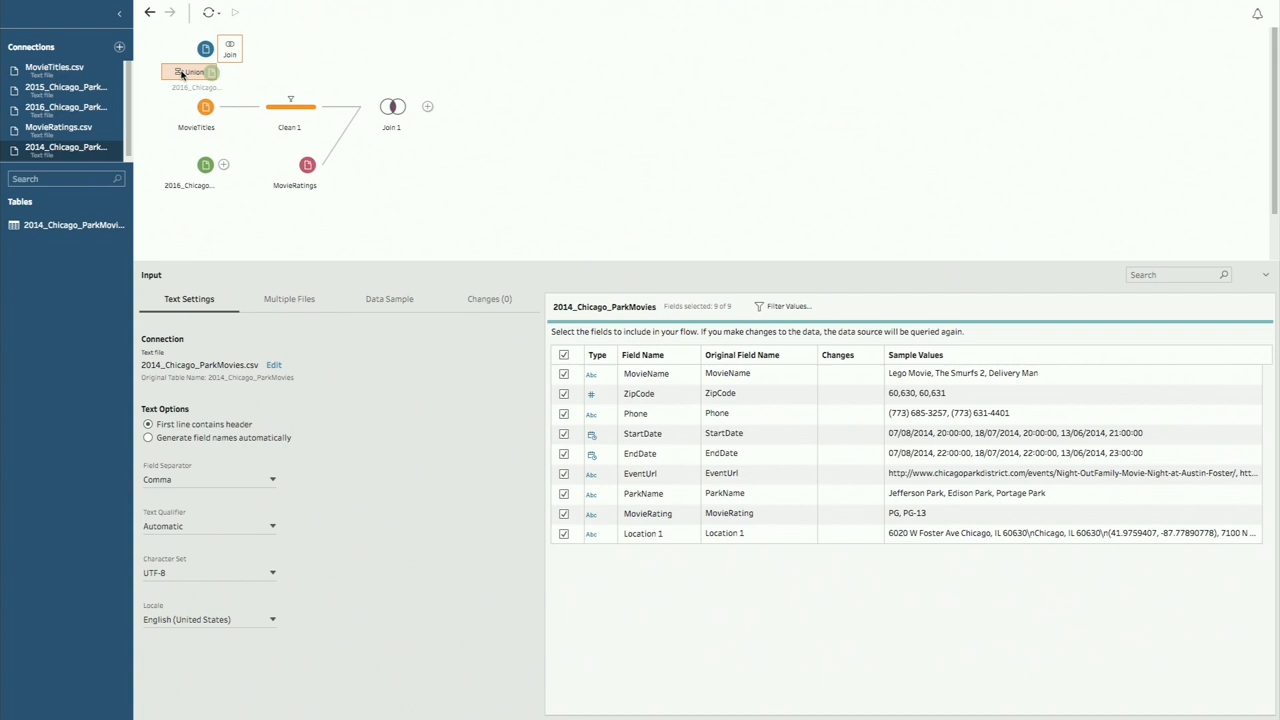 Connections
MovieTitles.csv
Text file
2015_Chicago_Park...
Text file
2016_Chicago_Park...
Text file
MovieRatings.csv
Text file
2014_Chicago_Park...
Text file
Search
Tables
2014_Chicago_ParkMovi...
Join
Union
2016_Chicago...
MovieTitles
Clean 1
Join 1
2016_Chicago...
MovieRatings
Input
Search
Text Settings
Multiple Files
Data Sample
Changes (0)
Connection
Text file
2014_Chicago_ParkMovies.csv Edit
Original Table Name: 2014_Chicago_ParkMovies
Text Options
First line contains header
Generate field names automatically
Field Separator
Comma
Text Qualifier
Automatic
Character Set
UTF-8
Locale
English (United States)
2014_Chicago_ParkMovies Fields selected: 9 of 9 Filter Values...
Select the fields to include in your flow. If you make changes to the data, the data source will be queried again.
Type Field Name Original Field Name Changes Sample Values
Abc MovieName MovieName Lego Movie, The Smurfs 2, Delivery Man
# ZipCode ZipCode 60,630, 60,631
Abc Phone Phone (773) 685-3257, (773) 631-4401
StartDate StartDate 07/08/2014, 20:00:00, 18/07/2014, 20:00:00, 13/06/2014, 21:00:00
EndDate EndDate 07/08/2014, 22:00:00, 18/07/2014, 22:00:00, 13/06/2014, 23:00:00
Abc EventUrl EventUrl http://www.chicagoparkdistrict.com/events/Night-OutFamily-Movie-Night-at-Austin-Foster/, htt...
Abc ParkName ParkName Jefferson Park, Edison Park, Portage Park
Abc MovieRating MovieRating PG, PG-13
Abc Location 1 Location 1 6020 W Foster Ave Chicago, IL 60630\nChicago, IL 60630\n(41.9759407, -87.77890778), 7100 N ...